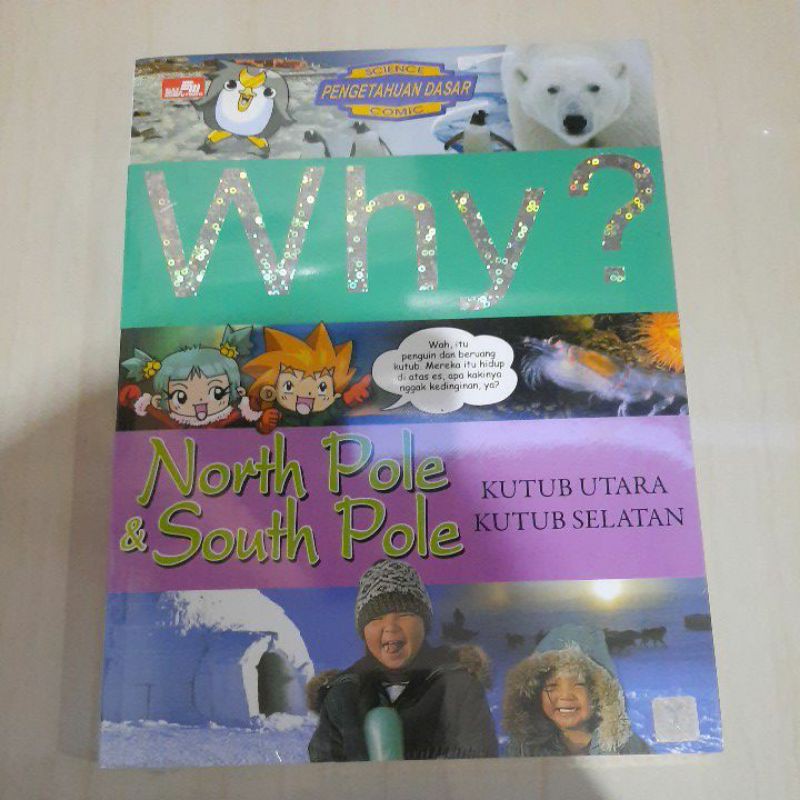 SCIENCE
PENGETAHUAN DASAR
COMIC
Why?
Wah, itu
penguin dan beruang
kutub. Mereka itu hidup
di atas es, apa kakinya
nggak kedinginan, ya?
North Pole
& South Pole
KUTUB UTARA
KUTUB SELATAN